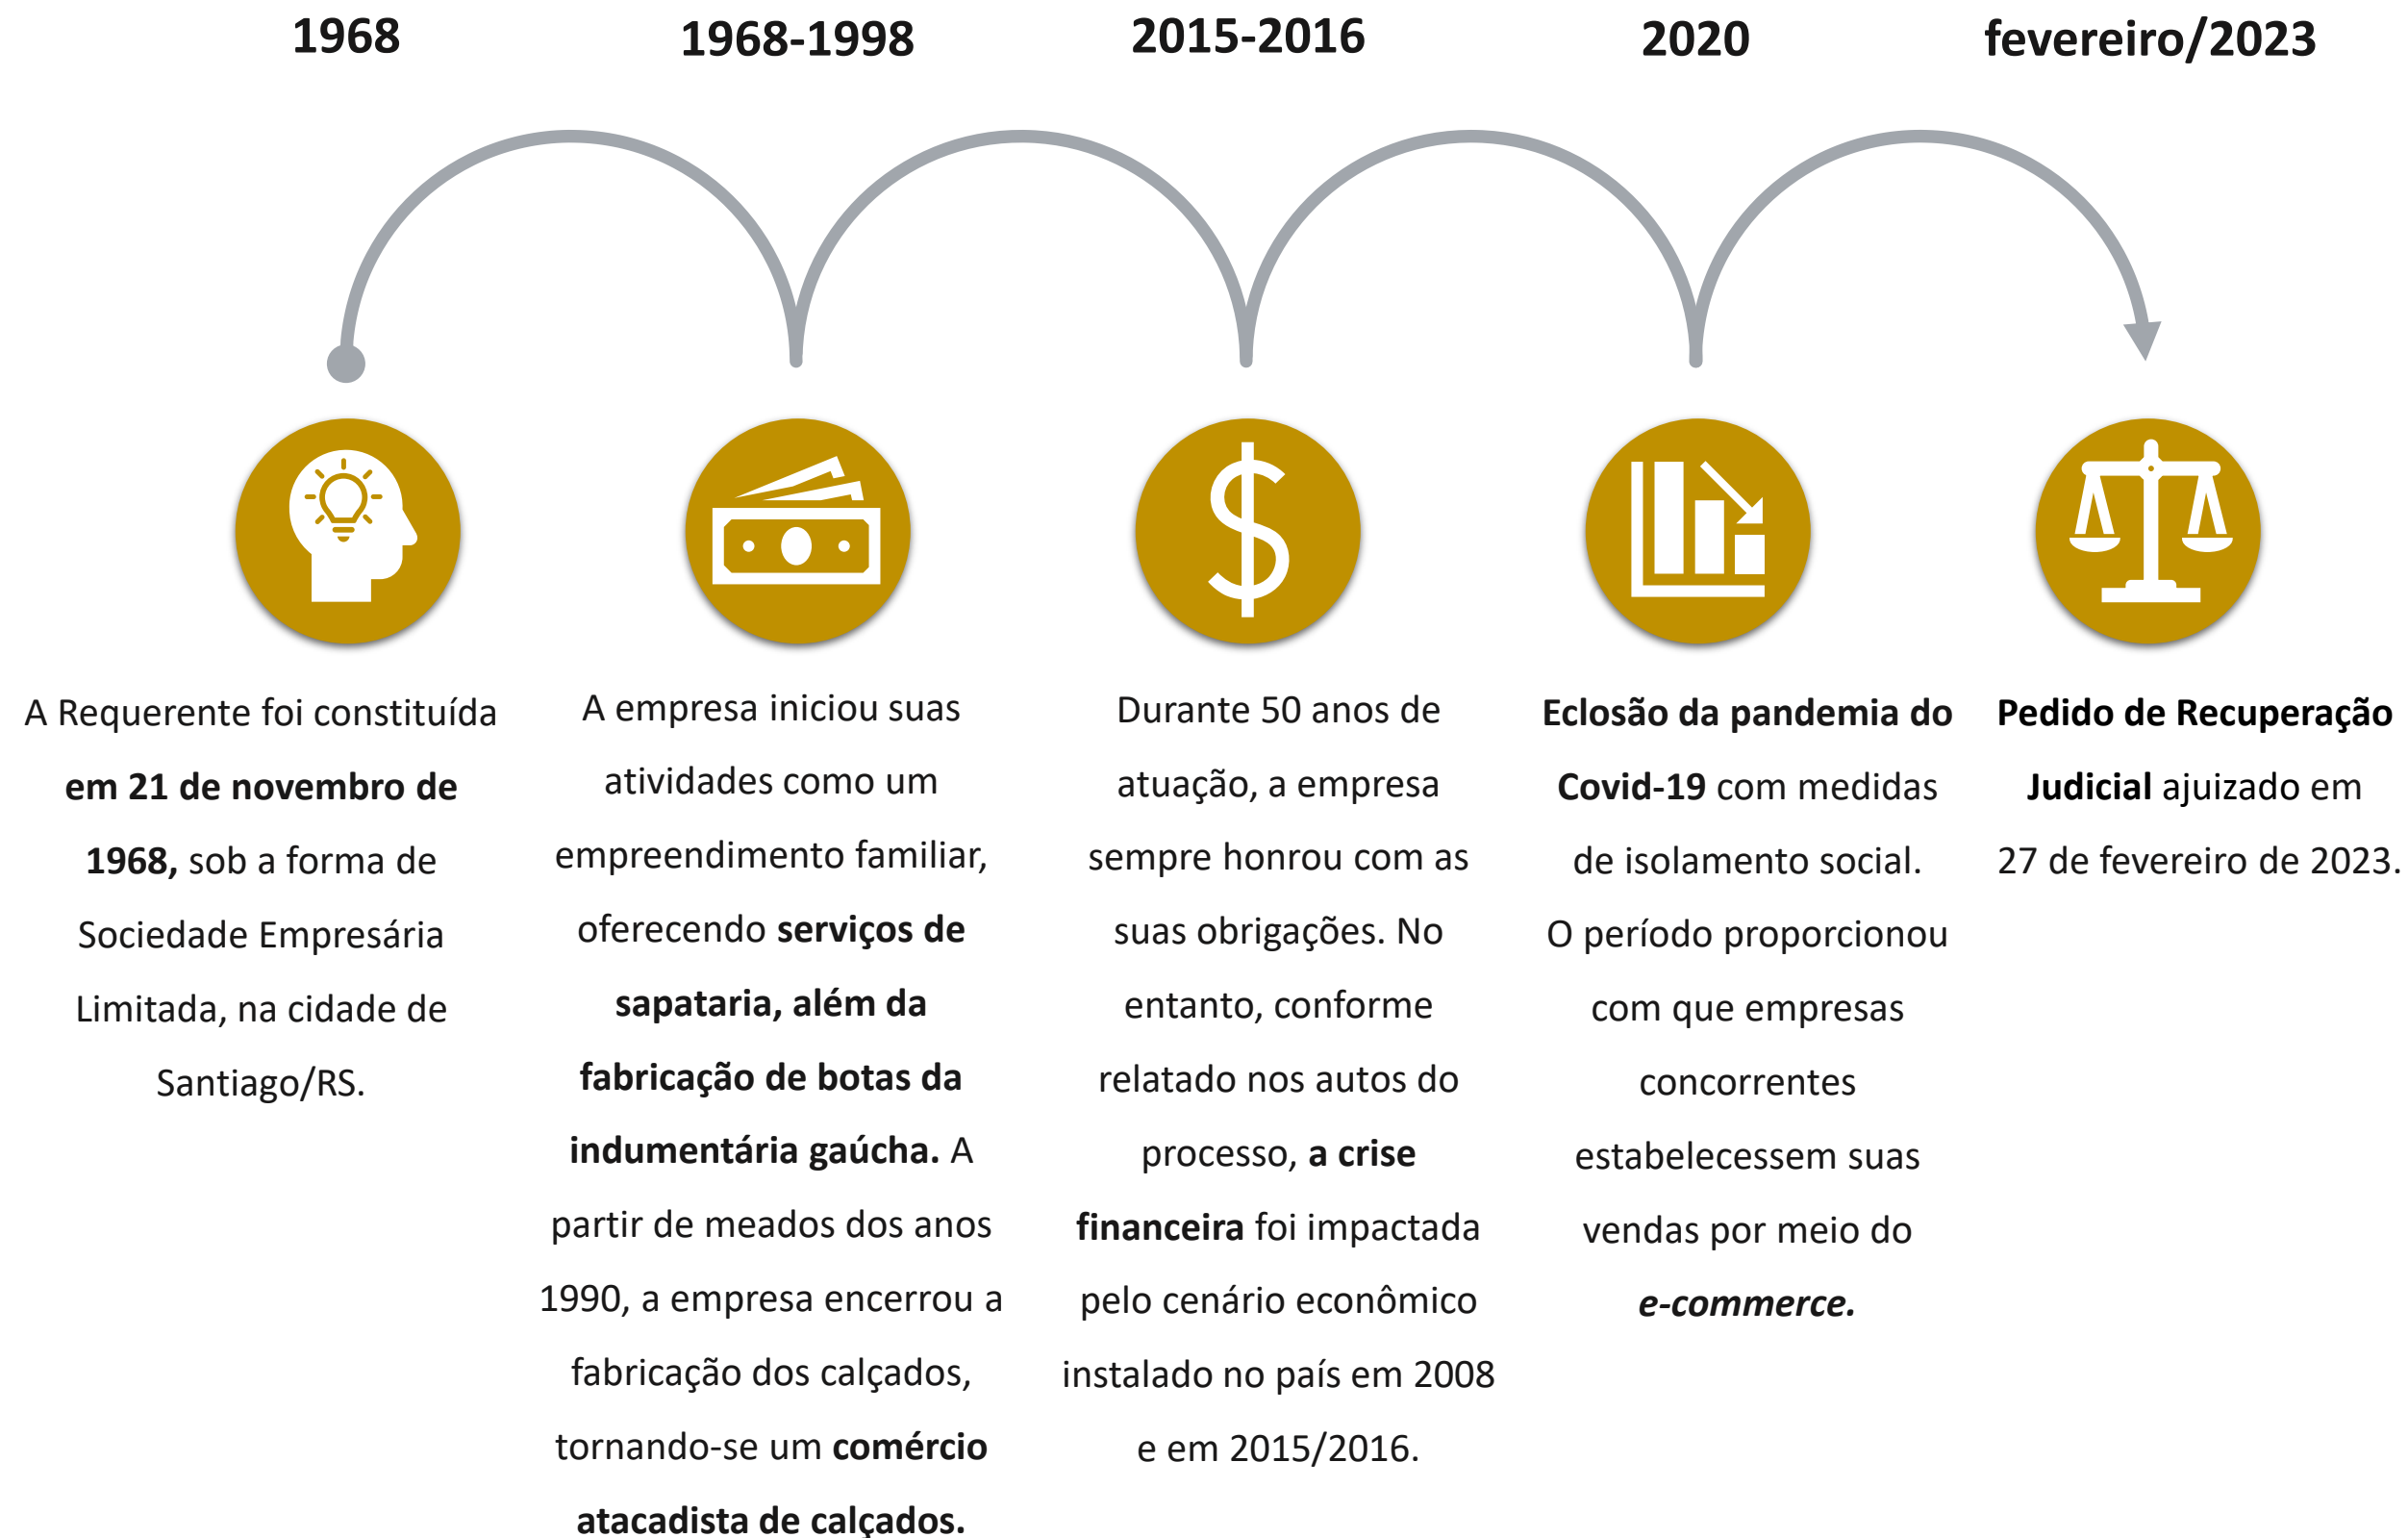 1968
A Requerente foi constituída
em 21 de novembro de
1968, sob a forma de
Sociedade Empresária
Limitada, na cidade de
Santiago/RS.
1968-1998
A empresa iniciou suas
atividades como um
empreendimento familiar,
oferecendo serviços de
sapataria, além da
fabricação de botas da
indumentária gaúcha. A
partir de meados dos anos
1990, a empresa encerrou a
fabricação dos calçados,
tornando-se um comércio
atacadista de calçados.
2015-2016
Durante 50 anos de
atuação, a empresa
sempre honrou com as
suas obrigações. No
entanto, conforme
relatado nos autos do
processo, a crise
financeira foi impactada
pelo cenário econômico
instalado no país em 2008
e em 2015/2016.
2020
Eclosão da pandemia do
Covid-19 com medidas
de isolamento social.
O período proporcionou
com que empresas
concorrentes
estabelecessem suas
vendas por meio do
e-commerce.
fevereiro/2023
Pedido de Recuperação
Judicial ajuizado em
27 de fevereiro de 2023.